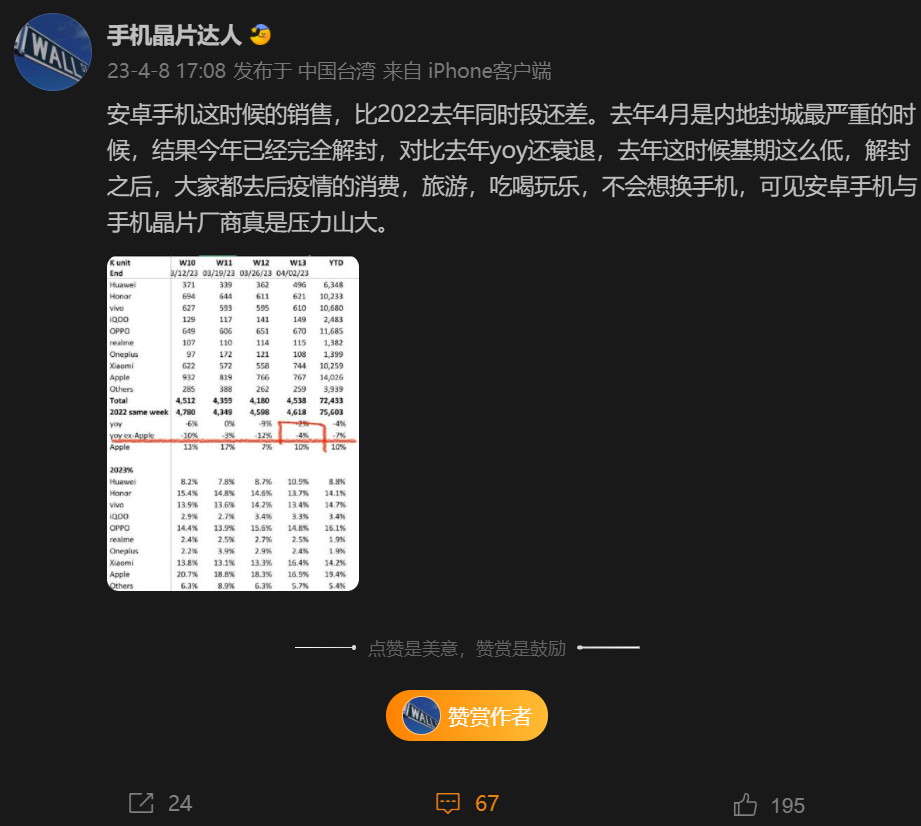 手机晶片达人
23-4-8 17:08 发布于 中国台湾 来自 iPhone客户端
安卓手机这时候的销售，比2022去年同时段还差。去年4月是内地封城最严重的时
候，结果今年已经完全解封，对比去年yoy还衰退，去年这时候基期这么低，解封
之后，大家都去后疫情的消费，旅游，吃喝玩乐，不会想换手机，可见安卓手机与
手机晶片厂商真是压力山大。
K unit W10 W11 W12 W13 YTD
End 3/12/23 03/19/23 03/26/23 04/02/23
Huawei 371 339 362 496 6,348
Honor 694 644 611 621 10,233
vivo 627 593 595 610 10,680
iQOO 129 117 141 149 2,483
OPPO 649 606 651 670 11,685
realme 107 110 114 115 1,382
Oneplus 97 172 121 108 1,399
Xiaomi 622 572 558 744 10,259
Apple 932 819 766 767 14,026
Others 285 388 262 259 3,939
Total 4,512 4,359 4,180 4,538 72,433
2022 same week 4,780 4,349 4,598 4,618 75,603
yoy -6% 0% -9% -2% -4%
yoy ex-Apple -10% -3% -12% -4% -7%
Apple 13% 17% 7% 10% 10%
2023%
Huawei 8.2% 7.8% 8.7% 10.9% 8.8%
Honor 15.4% 14.8% 14.6% 13.7% 14.1%
vivo 13.9% 13.6% 14.2% 13.4% 14.7%
iQOO 2.9% 2.7% 3.4% 3.3% 3.4%
OPPO 14.4% 13.9% 15.6% 14.8% 16.1%
realme 2.4% 2.5% 2.7% 2.5% 1.9%
Oneplus 2.2% 3.9% 2.9% 2.4% 1.9%
Xiaomi 13.8% 13.1% 13.3% 16.4% 14.2%
Apple 20.7% 18.8% 18.3% 16.9% 19.4%
Others 6.3% 8.9% 6.3% 5.7% 5.4%
点赞是美意，赞赏是鼓励
赞赏作者
24 67 195